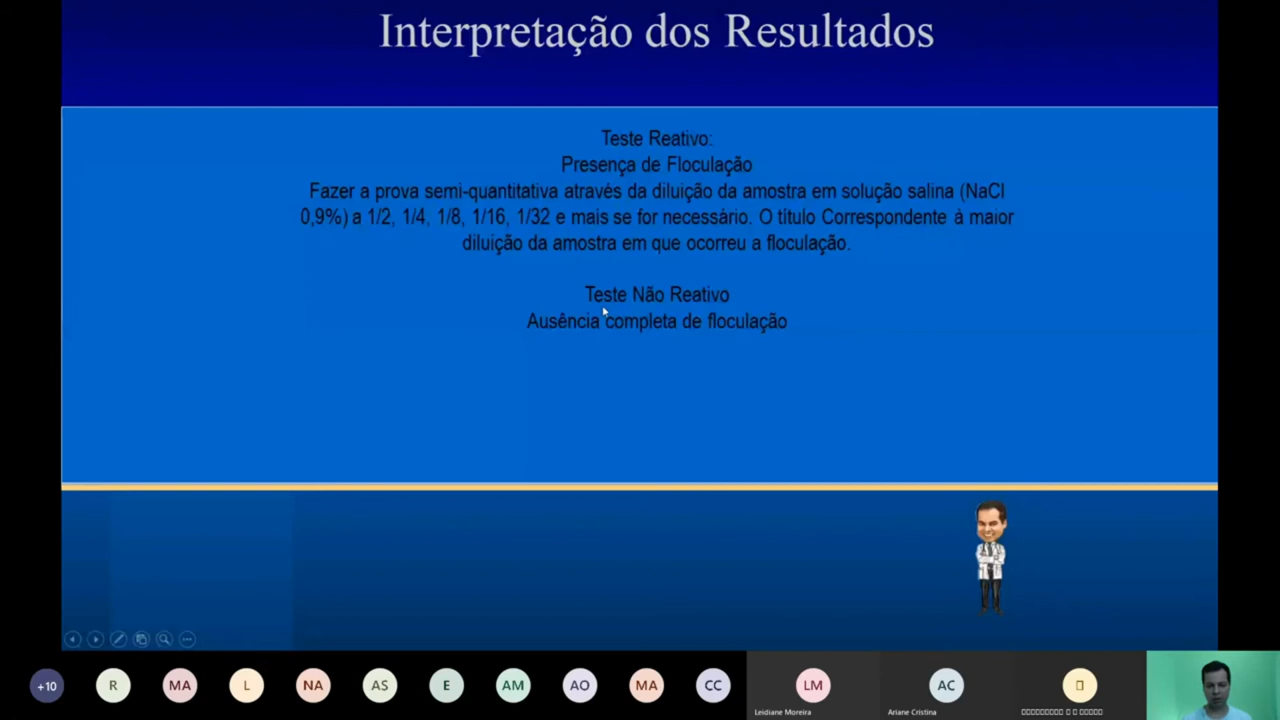 Interpretação dos Resultados
Teste Reativo:
Presença de Floculação
Fazer a prova semi-quantitativa através da diluição da amostra em solução salina (NaCl
0,9%) a 1/2, 1/4, 1/8, 1/16, 1/32 e mais se for necessário. O título Correspondente à maior
diluição da amostra em que ocorreu a floculação.
Teste Não Reativo
Ausência completa de floculação
+10 R MA L NA AS E AM AO MA CC LM AC
Leidiane Moreira Ariane Cristina